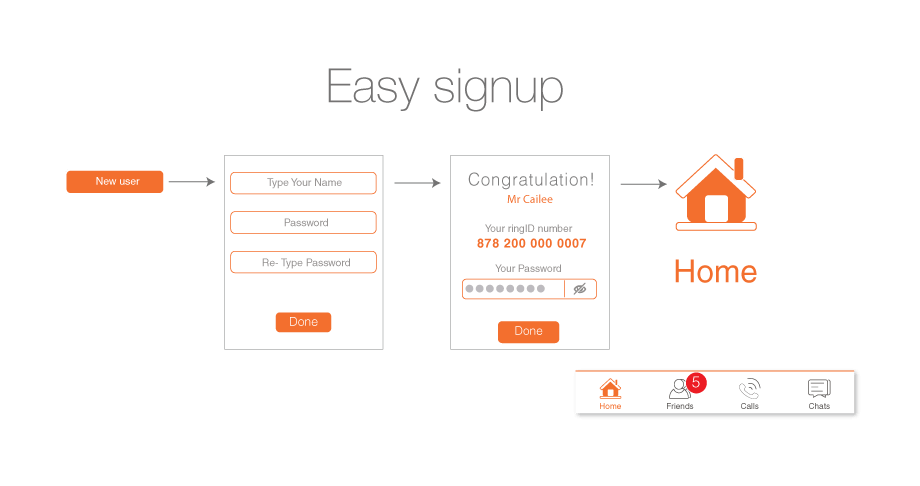 Easy signup
New user
Type Your Name
Password
Re- Type Password
Done
Congratulation!
Mr Cailee
Your ringID number
878 200 000 0007
Your Password
Done
Home
5
Home
Friends
Calls
Chats